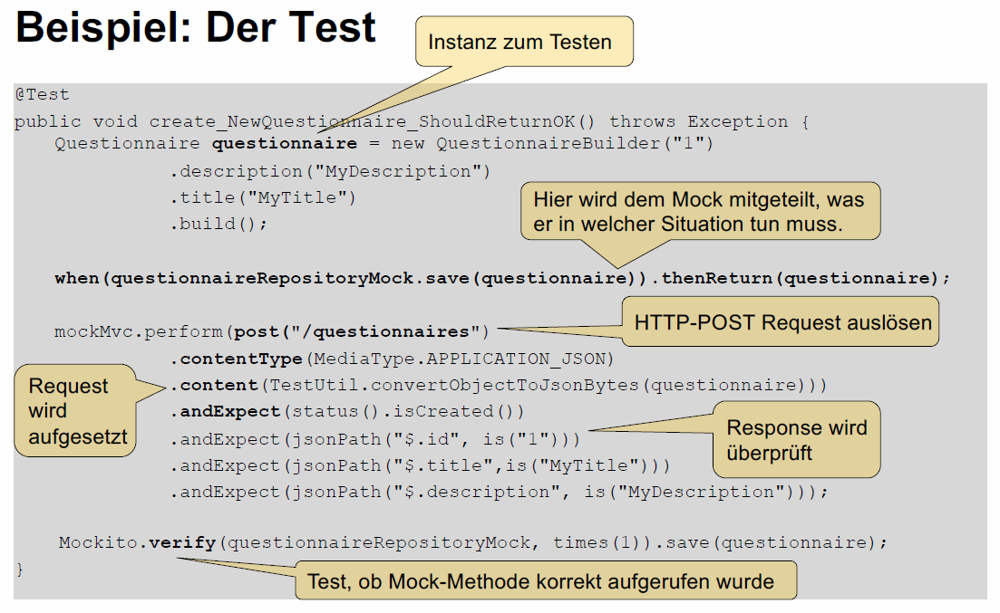 Beispiel: Der Test
Instanz zum Testen
@Test
public void create_NewQuestionnaire_ShouldReturnOK() throws Exception {
Questionnaire questionnaire = new QuestionnaireBuilder("1")
.description("MyDescription")
.title("MyTitle")
.build();
Hier wird dem Mock mitgeteilt, was
er in welcher Situation tun muss.
when(questionnaireRepositoryMock.save(questionnaire)).thenReturn(questionnaire);
mockMvc.perform(post("/questionnaires")
HTTP-POST Request auslösen
.contentType(MediaType.APPLICATION_JSON)
.content(TestUtil.convertObjectToJsonBytes(questionnaire)))
Request
wird
aufgesetzt
.andExpect(status().isCreated())
.andExpect(jsonPath("$.id", is("1")))
Response wird
überprüft
.andExpect(jsonPath("$.title",is("MyTitle")))
.andExpect(jsonPath("$.description", is("MyDescription")));
Mockito.verify(questionnaireRepositoryMock, times(1)).save(questionnaire);
}
Test, ob Mock-Methode korrekt aufgerufen wurde